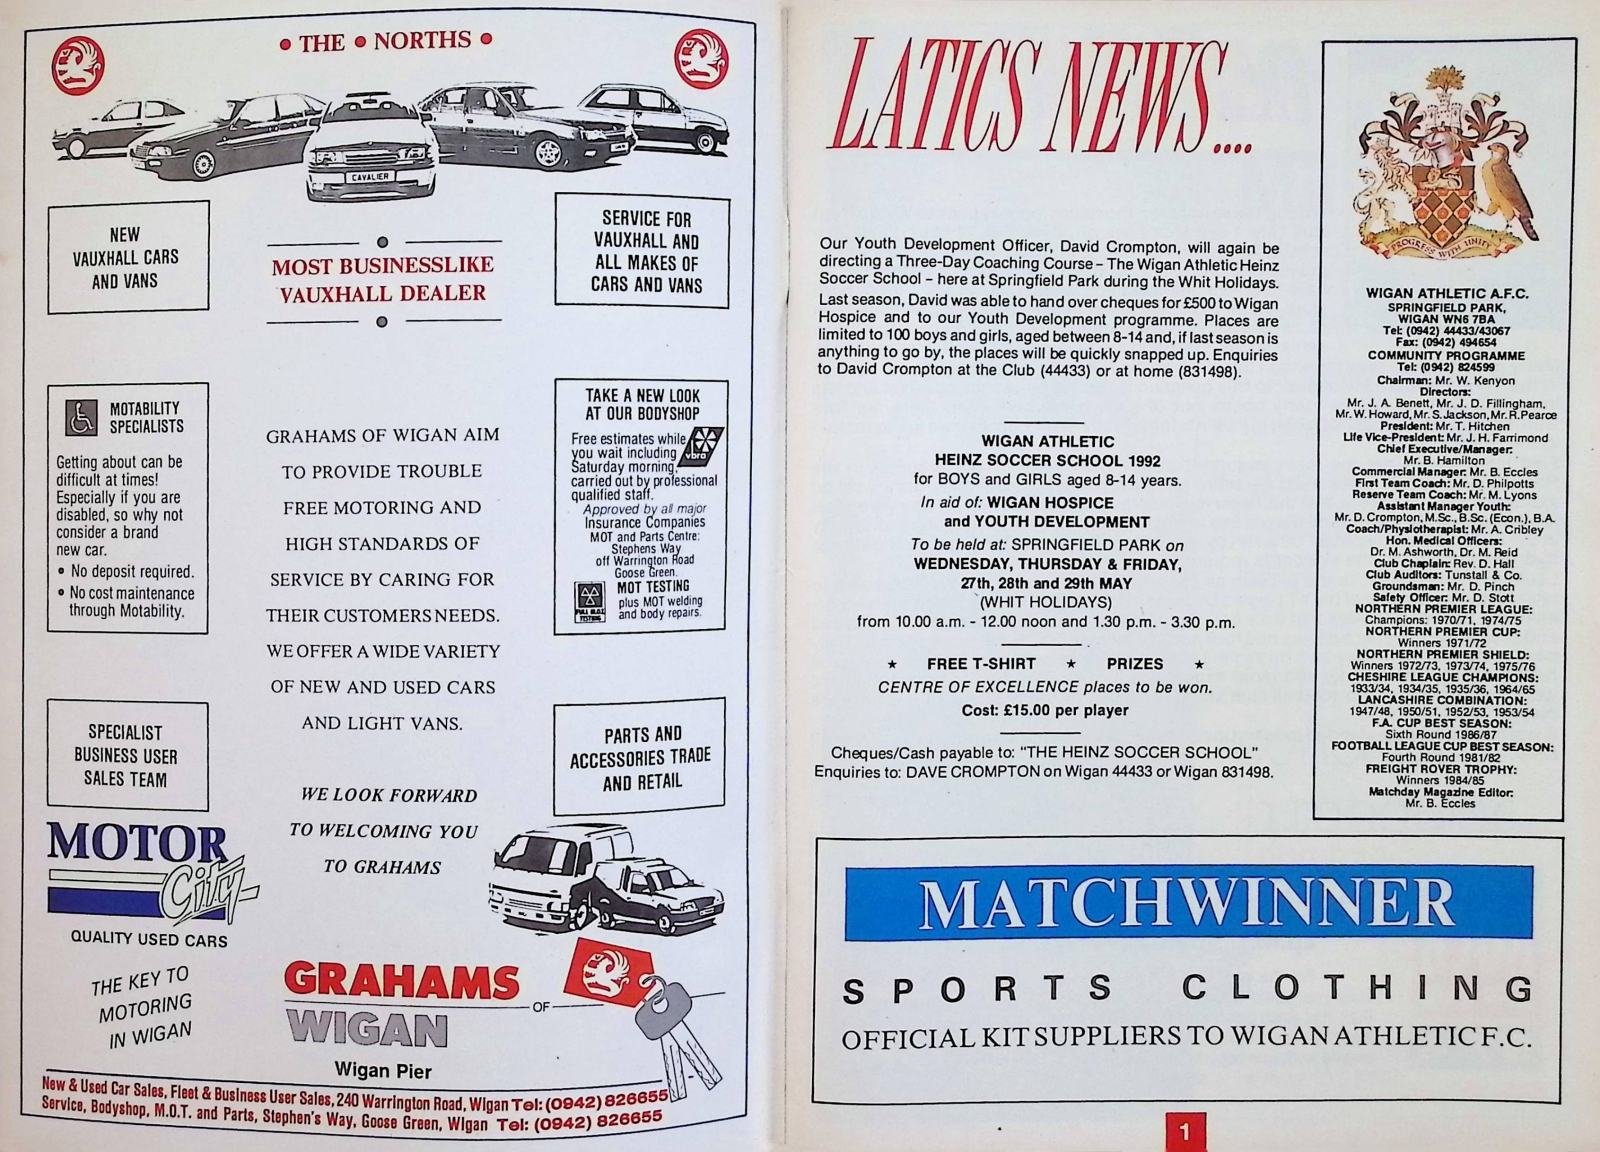 • THE • NORTHS •
CAVALIER
NEW
VAUXHALL CARS
AND VANS
MOST BUSINESSLIKE
VAUXHALL DEALER
SERVICE FOR
VAUXHALL AND
ALL MAKES OF
CARS AND VANS
MOTABILITY
SPECIALISTS
Getting about can be
difficult at times!
Especially if you are
disabled, so why not
consider a brand
new car.
• No deposit required.
• No cost maintenance
through Motability.
GRAHAMS OF WIGAN AIM
TO PROVIDE TROUBLE
FREE MOTORING AND
HIGH STANDARDS OF
SERVICE BY CARING FOR
THEIR CUSTOMERS NEEDS.
WE OFFER A WIDE VARIETY
OF NEW AND USED CARS
AND LIGHT VANS.
WE LOOK FORWARD
TO WELCOMING YOU
TO GRAHAMS
TAKE A NEW LOOK
AT OUR BODYSHOP
Free estimates while
you wait including
Saturday morning,
carried out by professional
qualified staff.
vbra
Approved by all major
Insurance Companies
MOT and Parts Centre:
Stephens Way
off Warrington Road
Goose Green.
MOT TESTING
plus MOT welding
and body repairs.
FULL M.O.T.
TESTING
SPECIALIST
BUSINESS USER
SALES TEAM
PARTS AND
ACCESSORIES TRADE
AND RETAIL
MOTOR
City
QUALITY USED CARS
THE KEY TO
MOTORING
IN WIGAN
GRAHAMS
OF
WIGAN
Wigan Pier
New & Used Car Sales, Fleet & Business User Sales, 240 Warrington Road, Wigan Tel: (0942) 826655
Service, Bodyshop, M.O.T. and Parts, Stephen's Way, Goose Green, Wigan Tel: (0942) 826655
LATICS NEWS....
Our Youth Development Officer, David Crompton, will again be
directing a Three-Day Coaching Course – The Wigan Athletic Heinz
Soccer School – here at Springfield Park during the Whit Holidays.
Last season, David was able to hand over cheques for £500 to Wigan
Hospice and to our Youth Development programme. Places are
limited to 100 boys and girls, aged between 8-14 and, if last season is
anything to go by, the places will be quickly snapped up. Enquiries
to David Crompton at the Club (44433) or at home (831498).
WIGAN ATHLETIC
HEINZ SOCCER SCHOOL 1992
for BOYS and GIRLS aged 8-14 years.
In aid of: WIGAN HOSPICE
and YOUTH DEVELOPMENT
To be held at: SPRINGFIELD PARK on
WEDNESDAY, THURSDAY & FRIDAY,
27th, 28th and 29th MAY
(WHIT HOLIDAYS)
from 10.00 a.m. - 12.00 noon and 1.30 p.m. - 3.30 p.m.
★ FREE T-SHIRT ★ PRIZES ★
CENTRE OF EXCELLENCE places to be won.
Cost: £15.00 per player
Cheques/Cash payable to: "THE HEINZ SOCCER SCHOOL"
Enquiries to: DAVE CROMPTON on Wigan 44433 or Wigan 831498.
PROGRESS WITH UNITY
WIGAN ATHLETIC A.F.C.
SPRINGFIELD PARK,
WIGAN WN6 7BA
Tel: (0942) 44433/43067
Fax: (0942) 494654
COMMUNITY PROGRAMME
Tel: (0942) 824599
Chairman: Mr. W. Kenyon
Directors:
Mr. J. A. Benett, Mr. J. D. Fillingham,
Mr. W. Howard, Mr. S. Jackson, Mr. R. Pearce
President: Mr. T. Hitchen
Life Vice-President: Mr. J. H. Farrimond
Chief Executive/Manager:
Mr. B. Hamilton
Commercial Manager: Mr. B. Eccles
First Team Coach: Mr. D. Philpotts
Reserve Team Coach: Mr. M. Lyons
Assistant Manager Youth:
Mr. D. Crompton, M.Sc., B.Sc. (Econ.), B.A.
Coach/Physiotherapist: Mr. A. Cribley
Hon. Medical Officers:
Dr. M. Ashworth, Dr. M. Reid
Club Chaplain: Rev. D. Hall
Club Auditors: Tunstall & Co.
Groundsman: Mr. D. Pinch
Safety Officer: Mr. D. Stott
NORTHERN PREMIER LEAGUE:
Champions: 1970/71, 1974/75
NORTHERN PREMIER CUP:
Winners 1971/72
NORTHERN PREMIER SHIELD:
Winners 1972/73, 1973/74, 1975/76
CHESHIRE LEAGUE CHAMPIONS:
1933/34, 1934/35, 1935/36, 1964/65
LANCASHIRE COMBINATION:
1947/48, 1950/51, 1952/53, 1953/54
F.A. CUP BEST SEASON:
Sixth Round 1986/87
FOOTBALL LEAGUE CUP BEST SEASON:
Fourth Round 1981/82
FREIGHT ROVER TROPHY:
Winners 1984/85
Matchday Magazine Editor:
Mr. B. Eccles
MATCHWINNER
SPORTS CLOTHING
OFFICIAL KIT SUPPLIERS TO WIGAN ATHLETIC F.C.
1